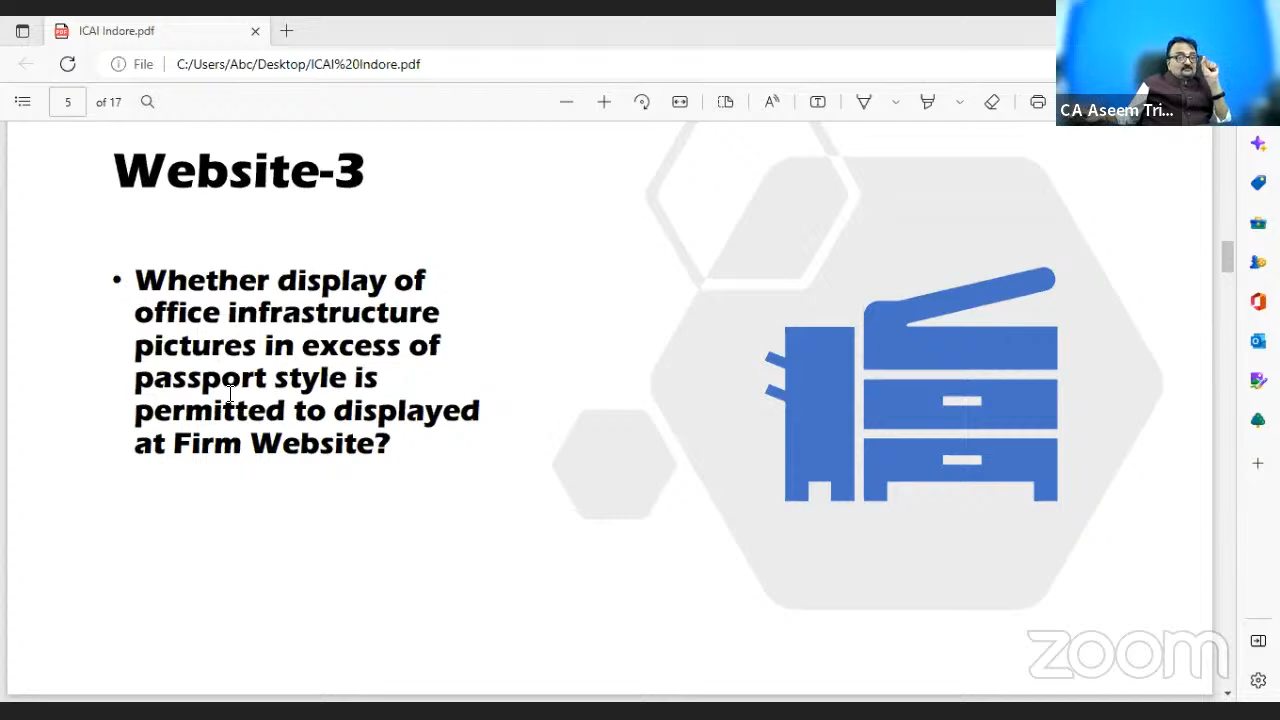 ICAI Indore.pdf
File
C:/Users/Abc/Desktop/ICAI%20Indore.pdf
5 of 17
CA Aseem Tri...
Website-3
• Whether display of
office infrastructure
pictures in excess of
passport style is
permitted to displayed
at Firm Website?
zoom